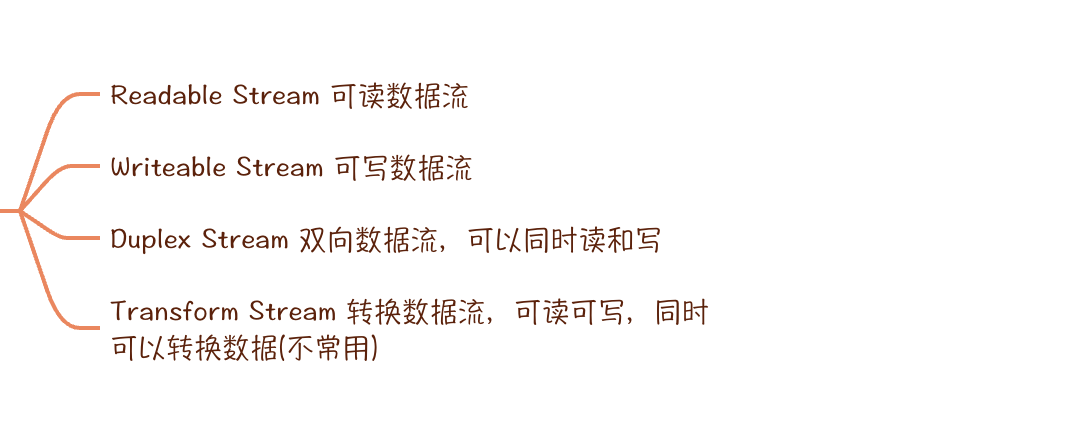 Readable Stream 可读数据流
Writeable Stream 可写数据流
Duplex Stream 双向数据流，可以同时读和写
Transform Stream 转换数据流，可读可写，同时
可以转换数据(不常用)